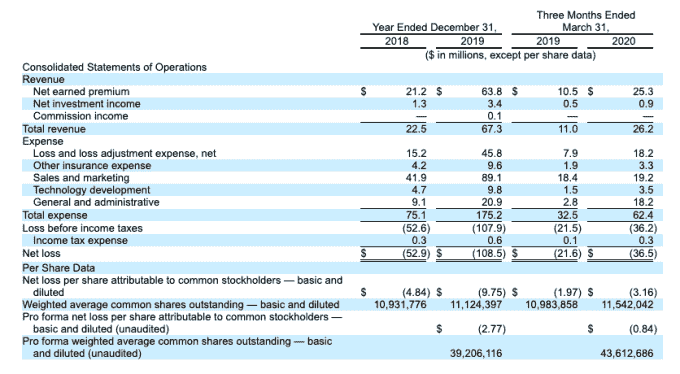 Three Months Ended
Year Ended December 31, March 31,
2018 2019 2019 2020
($ in millions, except per share data)
Consolidated Statements of Operations
Revenue
Net earned premium $ 21.2 $ 63.8 $ 10.5 $ 25.3
Net investment income 1.3 3.4 0.5 0.9
Commission income — 0.1 — —
Total revenue 22.5 67.3 11.0 26.2
Expense
Loss and loss adjustment expense, net 15.2 45.8 7.9 18.2
Other insurance expense 4.2 9.6 1.9 3.3
Sales and marketing 41.9 89.1 18.4 19.2
Technology development 4.7 9.8 1.5 3.5
General and administrative 9.1 20.9 2.8 18.2
Total expense 75.1 175.2 32.5 62.4
Loss before income taxes (52.6) (107.9) (21.5) (36.2)
Income tax expense 0.3 0.6 0.1 0.3
Net loss $ (52.9) $ (108.5) $ (21.6) $ (36.5)
Per Share Data
Net loss per share attributable to common stockholders — basic and
diluted $ (4.84) $ (9.75) $ (1.97) $ (3.16)
Weighted average common shares outstanding — basic and diluted 10,931,776 11,124,397 10,983,858 11,542,042
Pro forma net loss per share attributable to common stockholders —
basic and diluted (unaudited) $ (2.77) $ (0.84)
Pro forma weighted average common shares outstanding — basic
and diluted (unaudited) 39,206,116 43,612,686